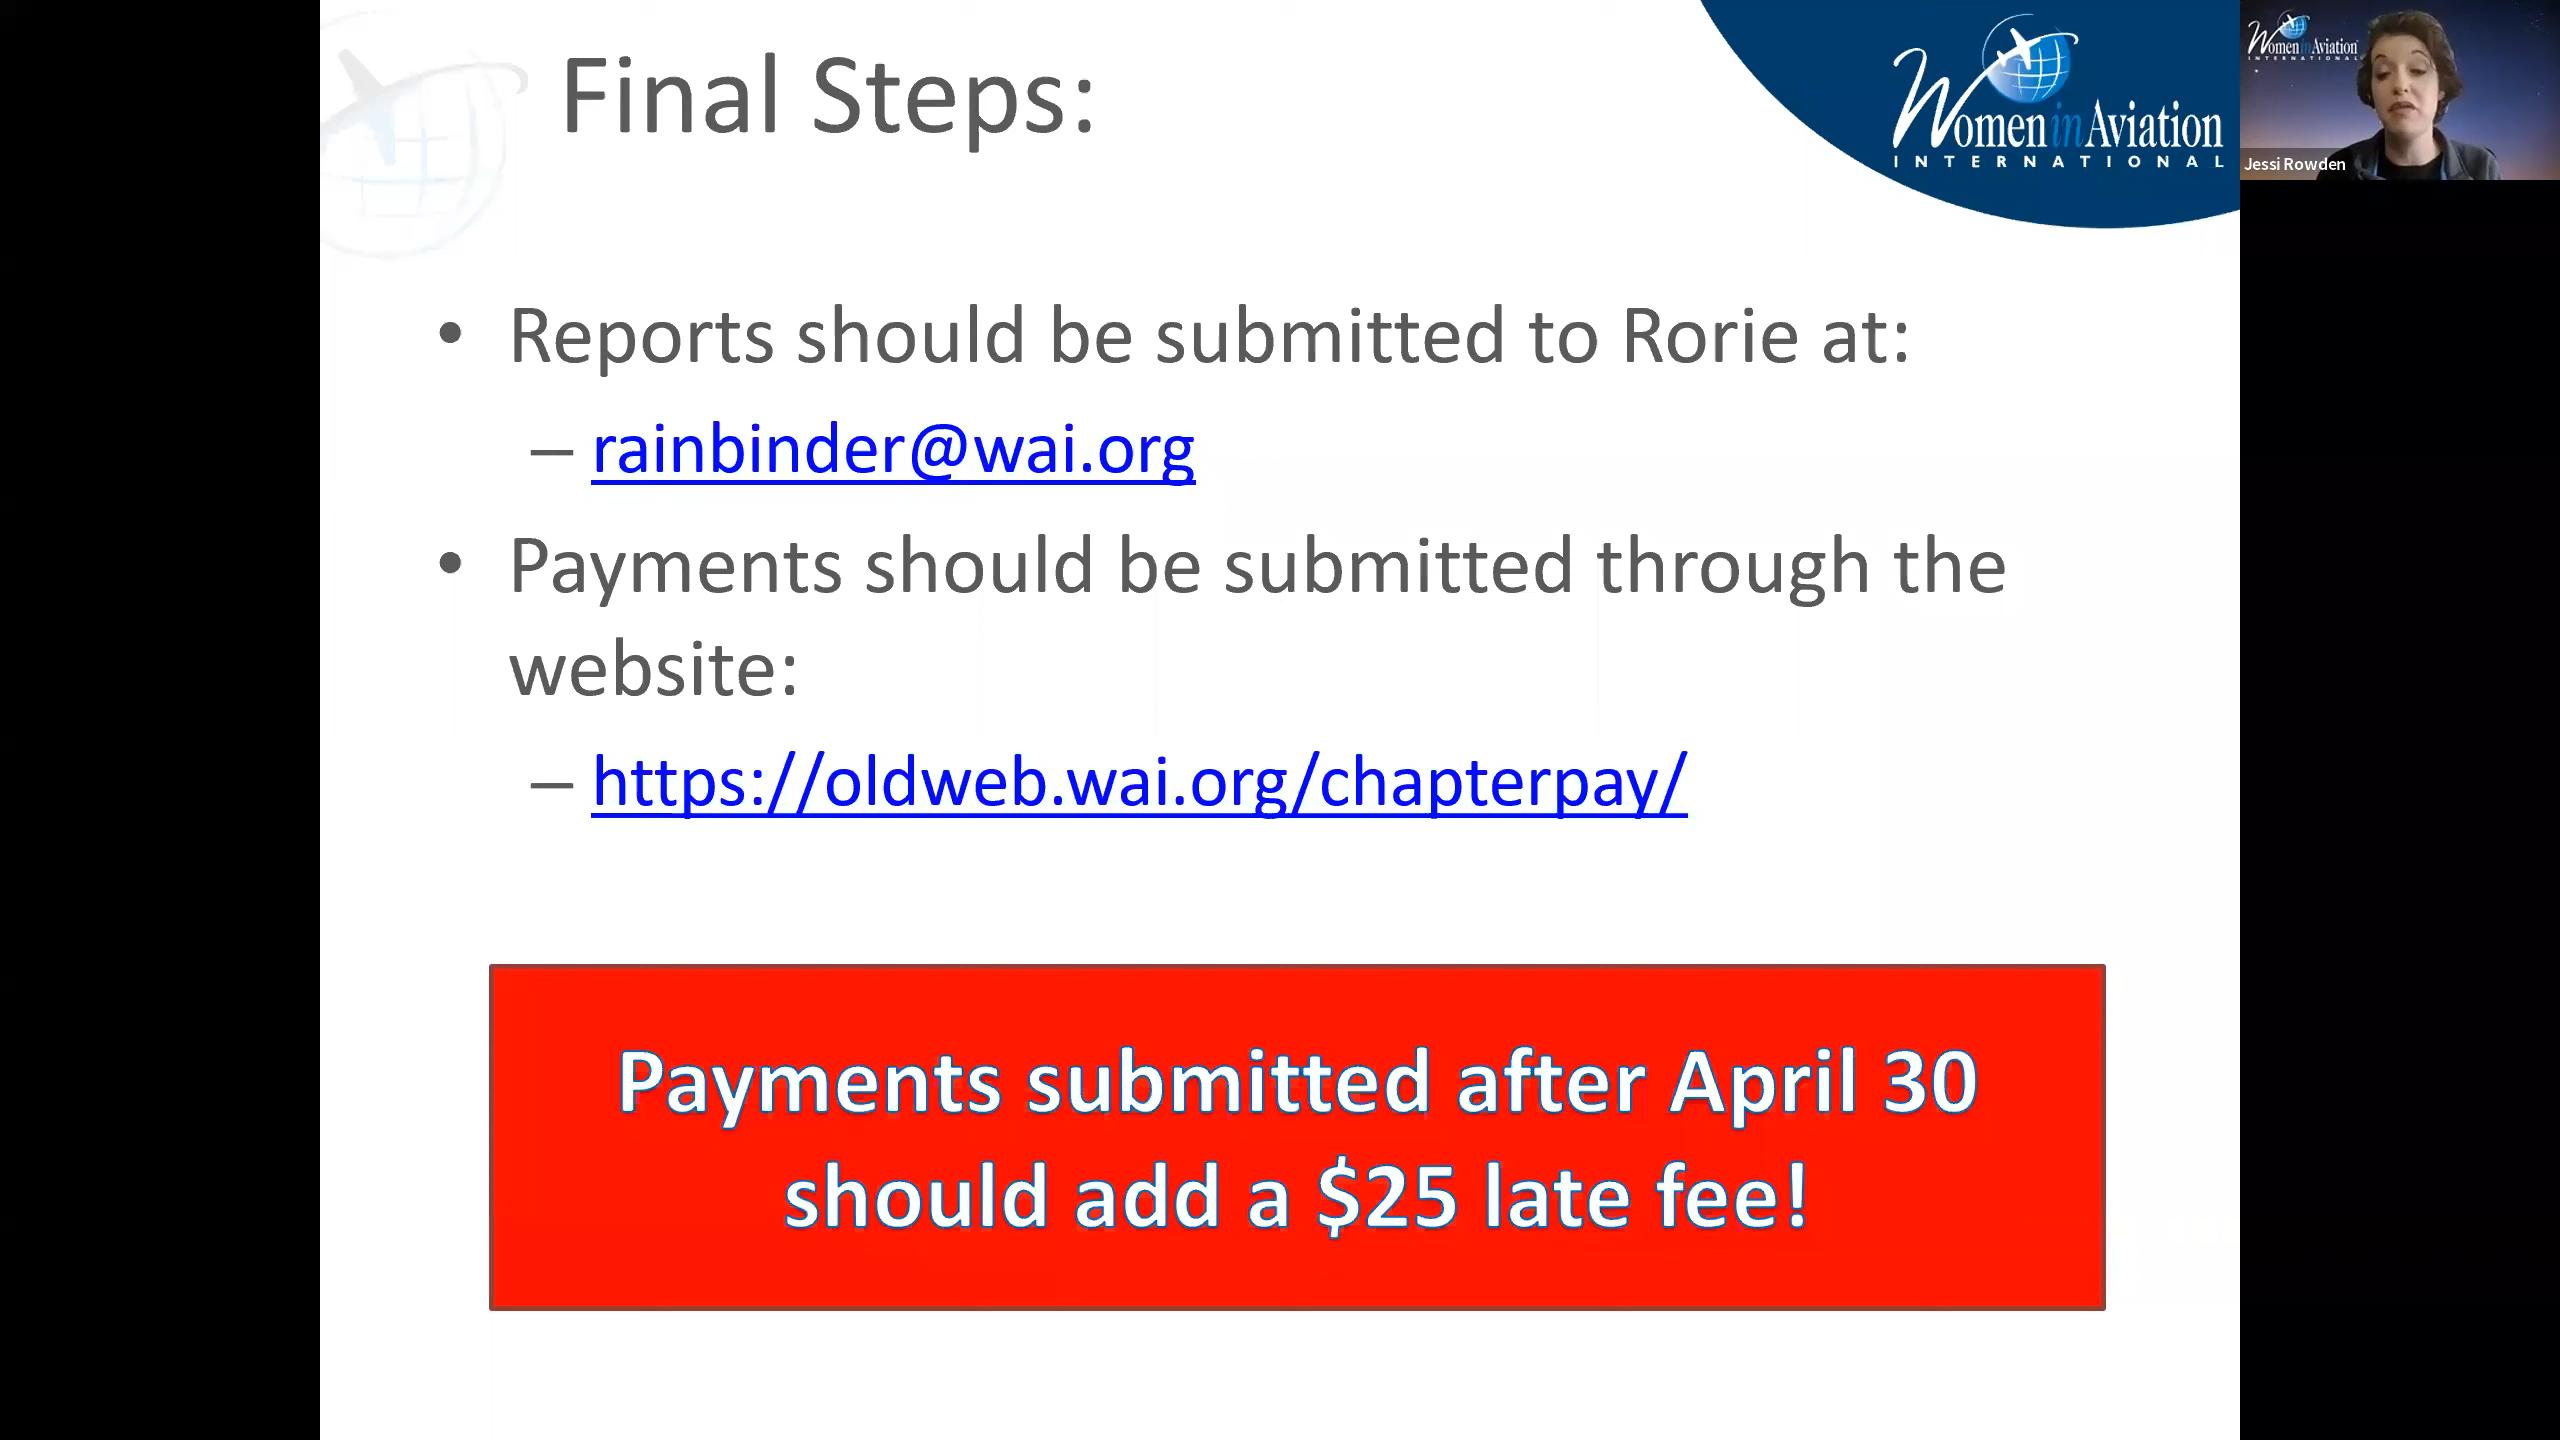 Final Steps:
Women in Aviation
INTERNATIONAL
Women in Aviation
INTERNATIONAL
Jessi Rowden
• Reports should be submitted to Rorie at:
– rainbinder@wai.org
• Payments should be submitted through the
website:
– https://oldweb.wai.org/chapterpay/
Payments submitted after April 30
should add a $25 late fee!